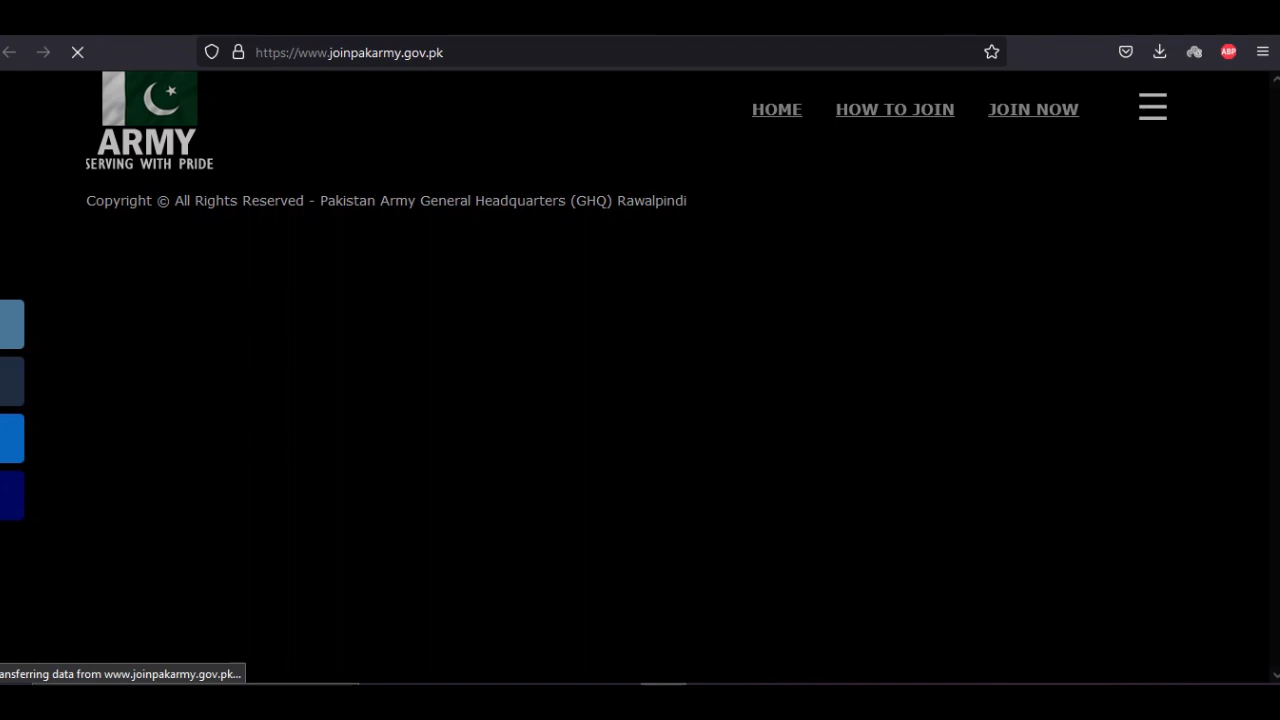 https://www.joinpakarmy.gov.pk
ABP
ARMY
SERVING WITH PRIDE
HOME HOW TO JOIN JOIN NOW
Copyright © All Rights Reserved - Pakistan Army General Headquarters (GHQ) Rawalpindi
ansferring data from www.joinpakarmy.gov.pk...